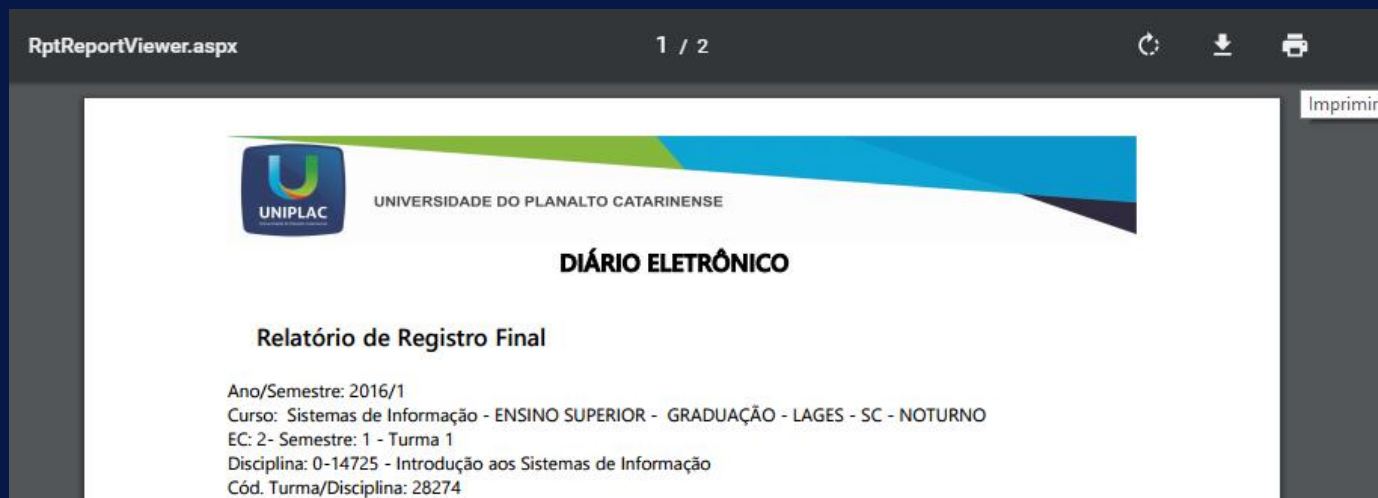 RptReportViewer.aspx
1 / 2
Imprimir
UNIPLAC
UNIVERSIDADE DO PLANALTO CATARINENSE
DIÁRIO ELETRÔNICO
Relatório de Registro Final
Ano/Semestre: 2016/1
Curso:  Sistemas de Informação - ENSINO SUPERIOR -  GRADUAÇÃO - LAGES - SC - NOTURNO
EC: 2- Semestre: 1 - Turma 1
Disciplina: 0-14725 - Introdução aos Sistemas de Informação
Cód. Turma/Disciplina: 28274